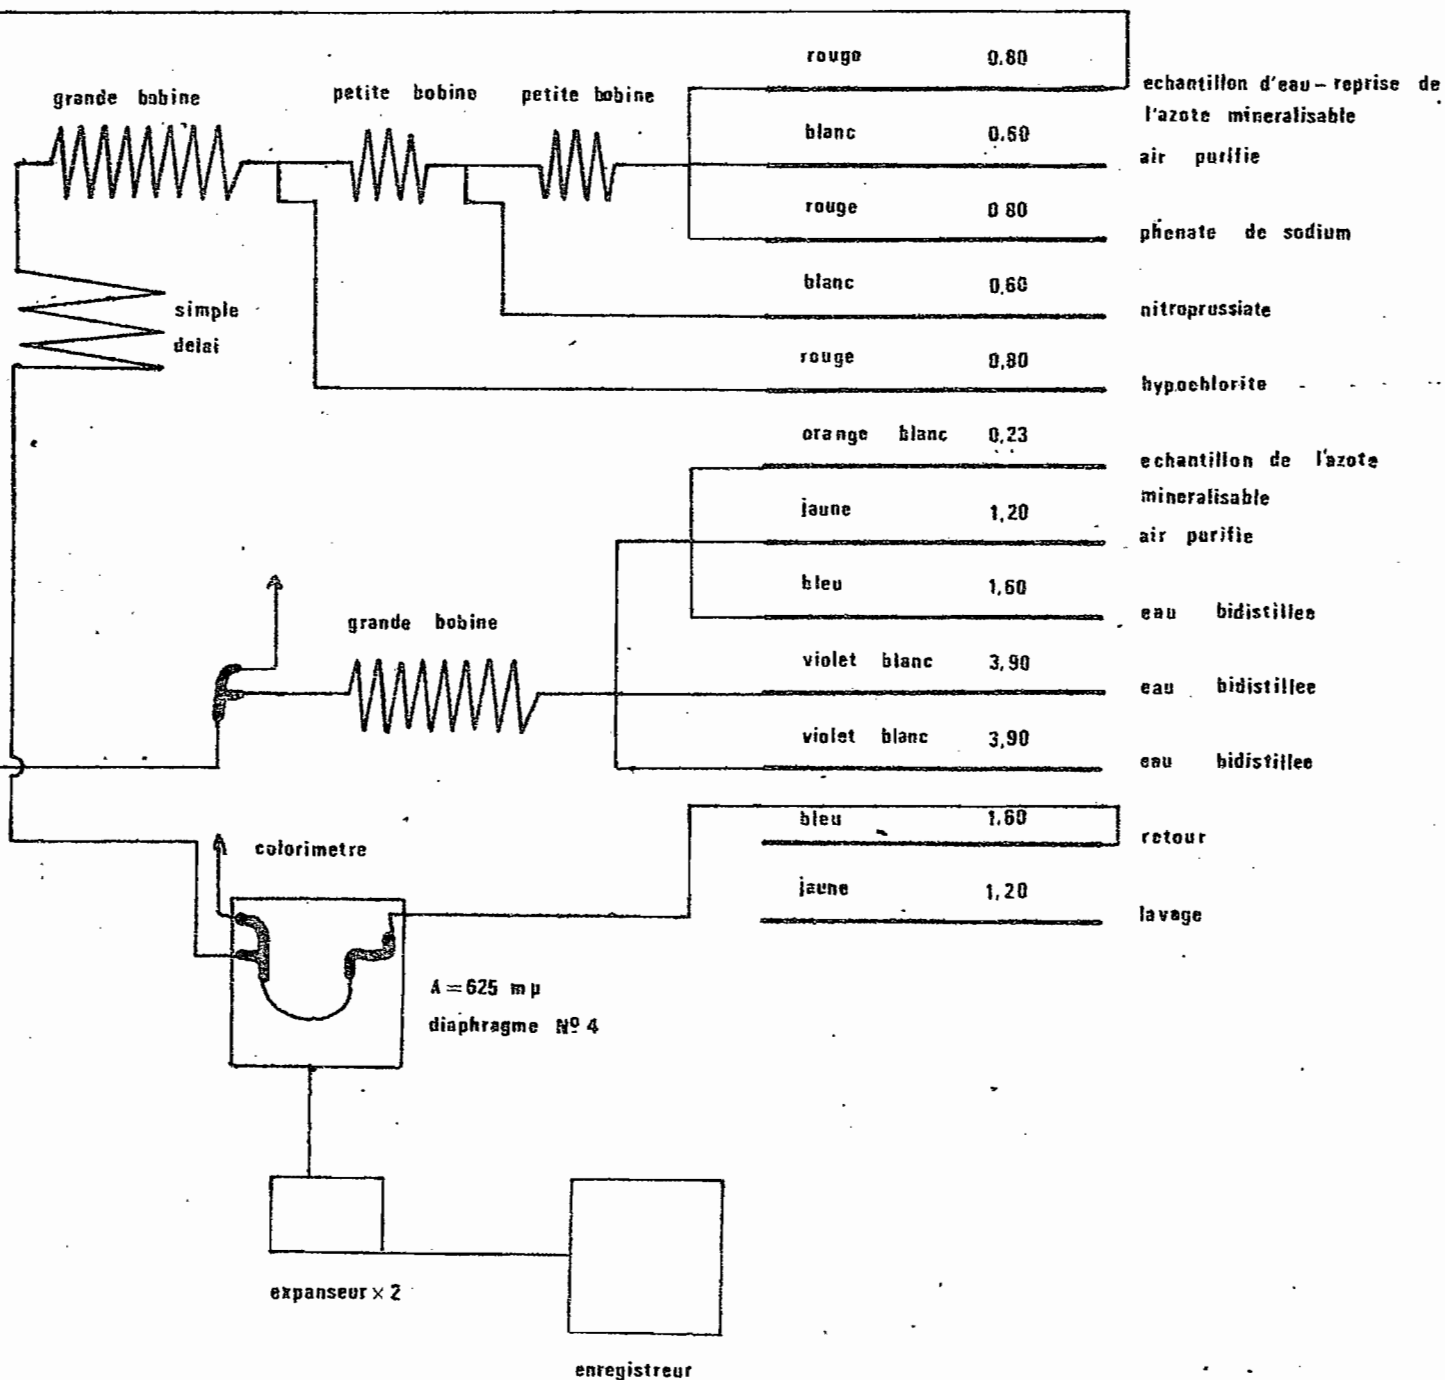 rouge 0.80
echantillon d'eau – reprise de
l'azote mineralisable
grande bobine petite bobine petite bobine
blanc 0.60
air purifie
rouge 0 80
phenate de sodium
blanc 0,60
nitroprussiate
simple
delai
rouge 0,80
hypochlorite
orange blanc 0,23
echantillon de l'azote
mineralisable
jaune 1,20
air purifie
bleu 1,60
eau bidistillee
grande bobine
violet blanc 3,90
eau bidistillee
violet blanc 3,90
eau bidistillee
bleu 1.60
retour
colorimetre
jaune 1,20
lavage
A = 625 mµ
diaphragme Nº 4
expanseur × 2
enregistreur